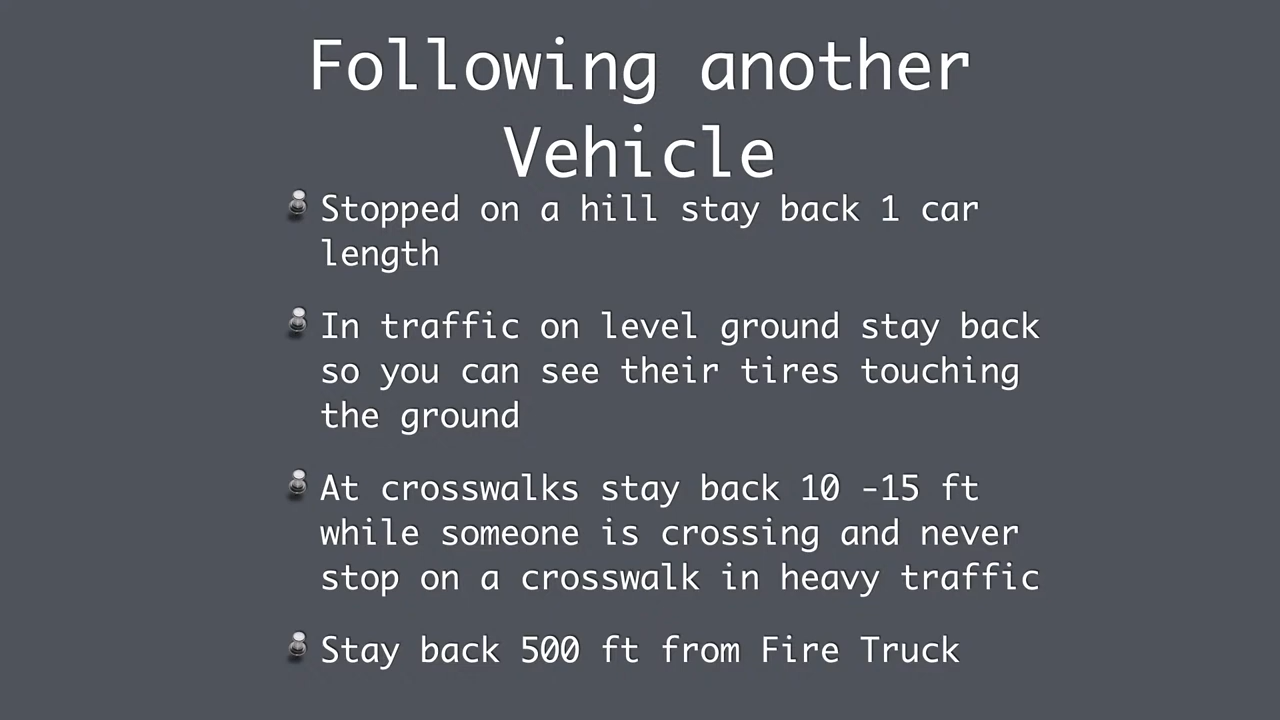 Following another
Vehicle
Stopped on a hill stay back 1 car
length
In traffic on level ground stay back
so you can see their tires touching
the ground
At crosswalks stay back 10 -15 ft
while someone is crossing and never
stop on a crosswalk in heavy traffic
Stay back 500 ft from Fire Truck